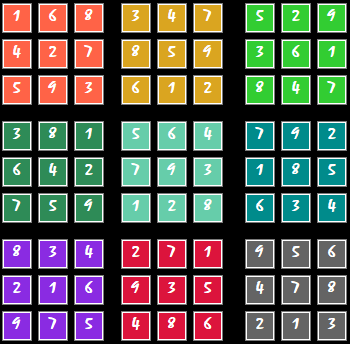 1 6 8 3 4 7 5 2 9
4 2 7 8 5 9 3 6 1
5 9 3 6 1 2 8 4 7
3 8 1 5 6 4 7 9 2
6 4 2 7 9 3 1 8 5
7 5 9 1 2 8 6 3 4
8 3 4 2 7 1 9 5 6
2 1 6 9 3 5 4 7 8
9 7 5 4 8 6 2 1 3